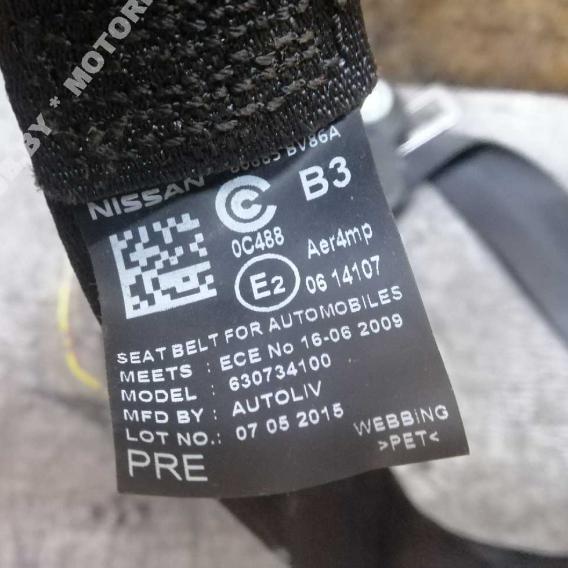 NISSAN BV86A
B3
0C488 Aer4mp
E2 06 14107
SEAT BELT FOR AUTOMOBILES
MEETS : ECE No 16-06 2009
MODEL : 630734100
MFD BY : AUTOLIV
LOT NO.: 07 05 2015
PRE
WEBBING
>PET<